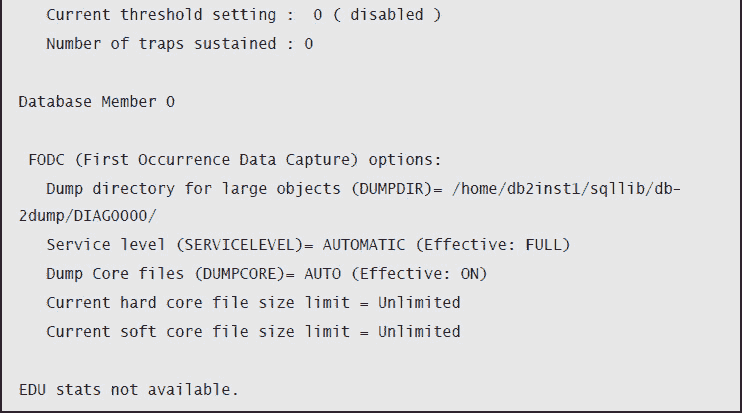 Current threshold setting :  0 ( disabled )
Number of traps sustained : 0
Database Member 0
FODC (First Occurrence Data Capture) options:
Dump directory for large objects (DUMPDIR)= /home/db2inst1/sqllib/db-
2dump/DIAG0000/
Service level (SERVICELEVEL)= AUTOMATIC (Effective: FULL)
Dump Core files (DUMPCORE)= AUTO (Effective: ON)
Current hard core file size limit = Unlimited
Current soft core file size limit = Unlimited
EDU stats not available.